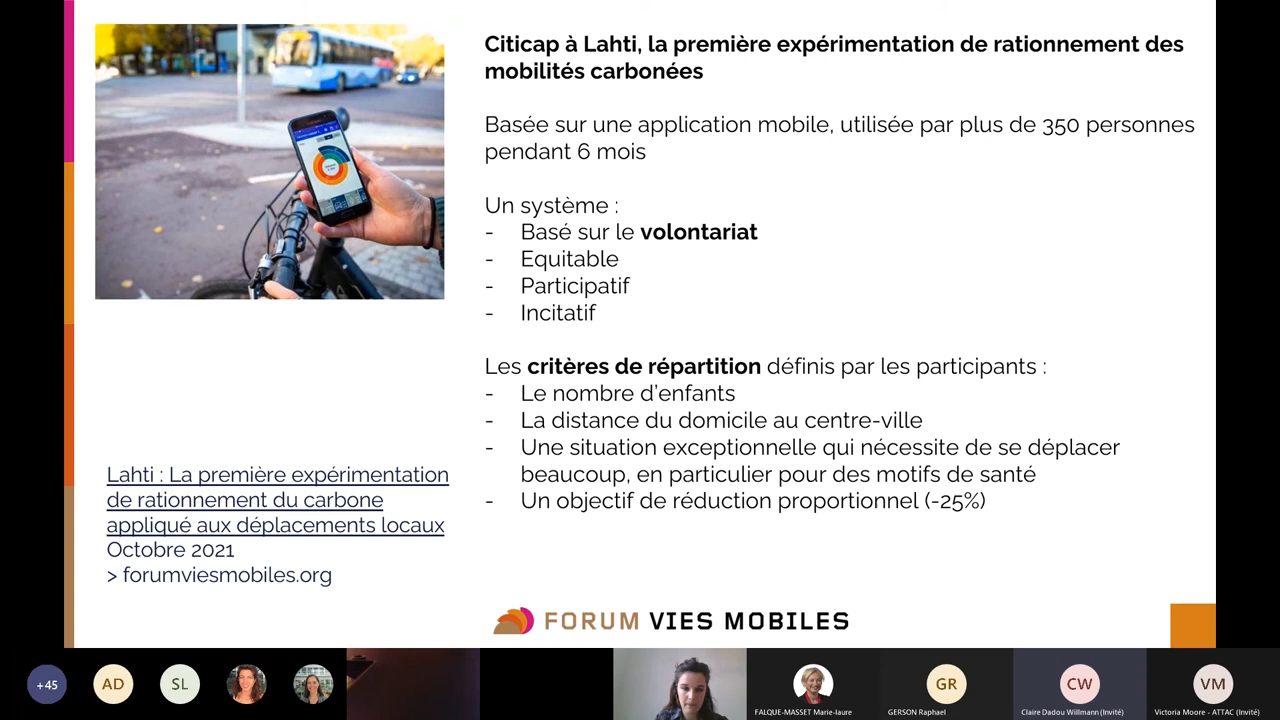 Citicap à Lahti, la première expérimentation de rationnement des
mobilités carbonées
Basée sur une application mobile, utilisée par plus de 350 personnes
pendant 6 mois
Un système :
- Basé sur le volontariat
- Equitable
- Participatif
- Incitatif
Les critères de répartition définis par les participants :
- Le nombre d'enfants
- La distance du domicile au centre-ville
- Une situation exceptionnelle qui nécessite de se déplacer
beaucoup, en particulier pour des motifs de santé
- Un objectif de réduction proportionnel (-25%)
Lahti : La première expérimentation
de rationnement du carbone
appliqué aux déplacements locaux
Octobre 2021
> forumviesmobiles.org
FORUM VIES MOBILES
+45
AD
SL
FALQUE-MASSET Marie-laure
GR
GERSON Raphael
CW
Claire Dadou Willmann (Invité)
VM
Victoria Moore - ATTAC (Invité)